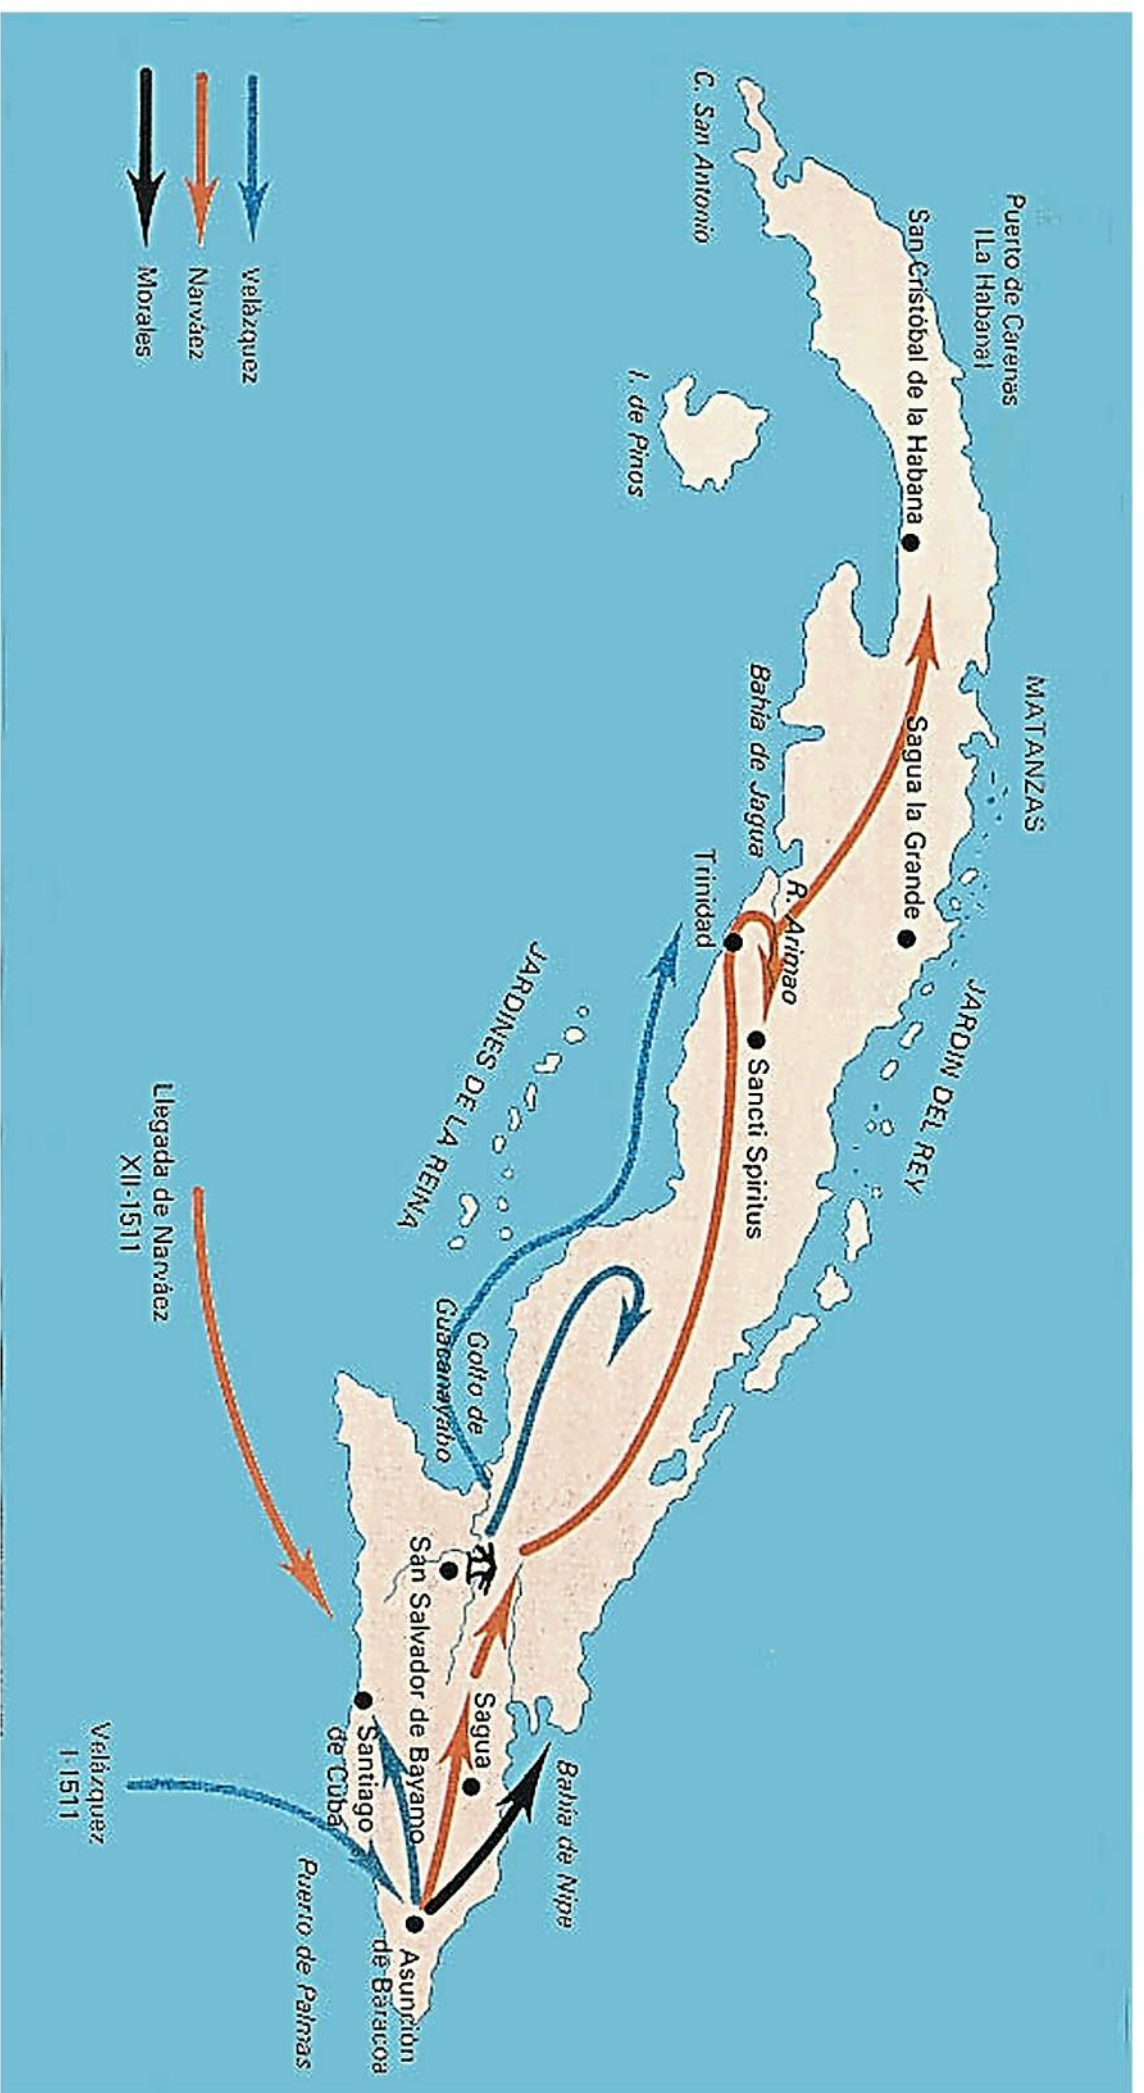 Puerto de Carenas
(La Habana)
San Cristóbal de la Habana
C. San Antonio
I. de Pinos
MATANZAS
Sagua la Grande
Bahía de Jagua
R. Arimao
Trinidad
Sancti Spiritus
JARDIN DEL REY
JARDINES DE LA REINA
Golfo de
Guacanayabo
San Salvador de Bayamo
Sagua
Bahía de Nipe
Santiago
de Cuba
Asunción
de Baracoa
Puerto de Palmas
Llegada de Narváez
XII-1511
Velázquez
I-1511
Velázquez
Narváez
Morales